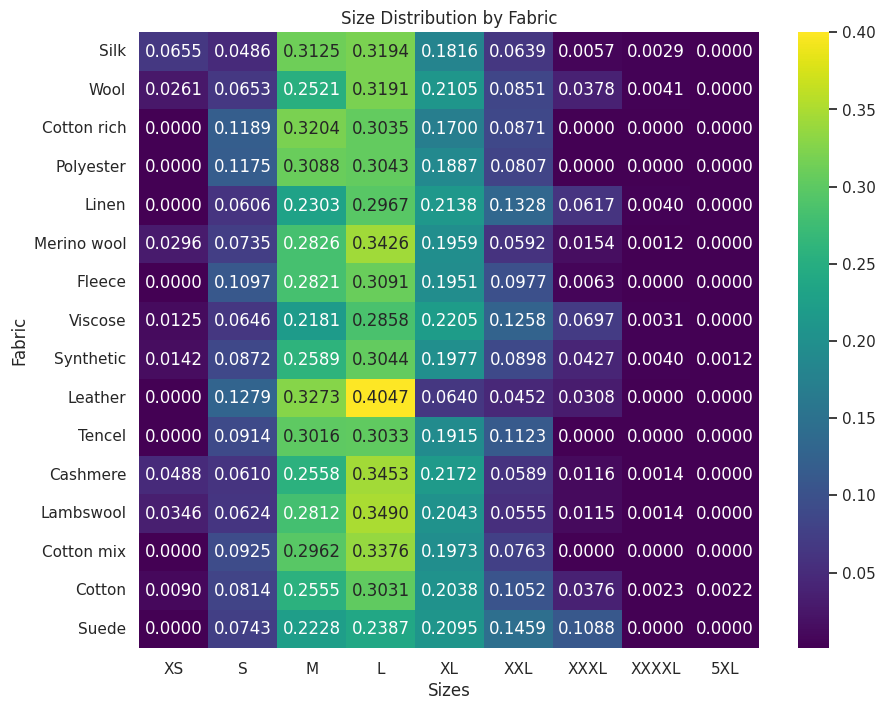 Size Distribution by Fabric
Fabric
Silk 0.0655 0.0486 0.3125 0.3194 0.1816 0.0639 0.0057 0.0029 0.0000
Wool 0.0261 0.0653 0.2521 0.3191 0.2105 0.0851 0.0378 0.0041 0.0000
Cotton rich 0.0000 0.1189 0.3204 0.3035 0.1700 0.0871 0.0000 0.0000 0.0000
Polyester 0.0000 0.1175 0.3088 0.3043 0.1887 0.0807 0.0000 0.0000 0.0000
Linen 0.0000 0.0606 0.2303 0.2967 0.2138 0.1328 0.0617 0.0040 0.0000
Merino wool 0.0296 0.0735 0.2826 0.3426 0.1959 0.0592 0.0154 0.0012 0.0000
Fleece 0.0000 0.1097 0.2821 0.3091 0.1951 0.0977 0.0063 0.0000 0.0000
Viscose 0.0125 0.0646 0.2181 0.2858 0.2205 0.1258 0.0697 0.0031 0.0000
Synthetic 0.0142 0.0872 0.2589 0.3044 0.1977 0.0898 0.0427 0.0040 0.0012
Leather 0.0000 0.1279 0.3273 0.4047 0.0640 0.0452 0.0308 0.0000 0.0000
Tencel 0.0000 0.0914 0.3016 0.3033 0.1915 0.1123 0.0000 0.0000 0.0000
Cashmere 0.0488 0.0610 0.2558 0.3453 0.2172 0.0589 0.0116 0.0014 0.0000
Lambswool 0.0346 0.0624 0.2812 0.3490 0.2043 0.0555 0.0115 0.0014 0.0000
Cotton mix 0.0000 0.0925 0.2962 0.3376 0.1973 0.0763 0.0000 0.0000 0.0000
Cotton 0.0090 0.0814 0.2555 0.3031 0.2038 0.1052 0.0376 0.0023 0.0022
Suede 0.0000 0.0743 0.2228 0.2387 0.2095 0.1459 0.1088 0.0000 0.0000
XS S M L XL XXL XXXL XXXXL 5XL
Sizes
0.40
0.35
0.30
0.25
0.20
0.15
0.10
0.05